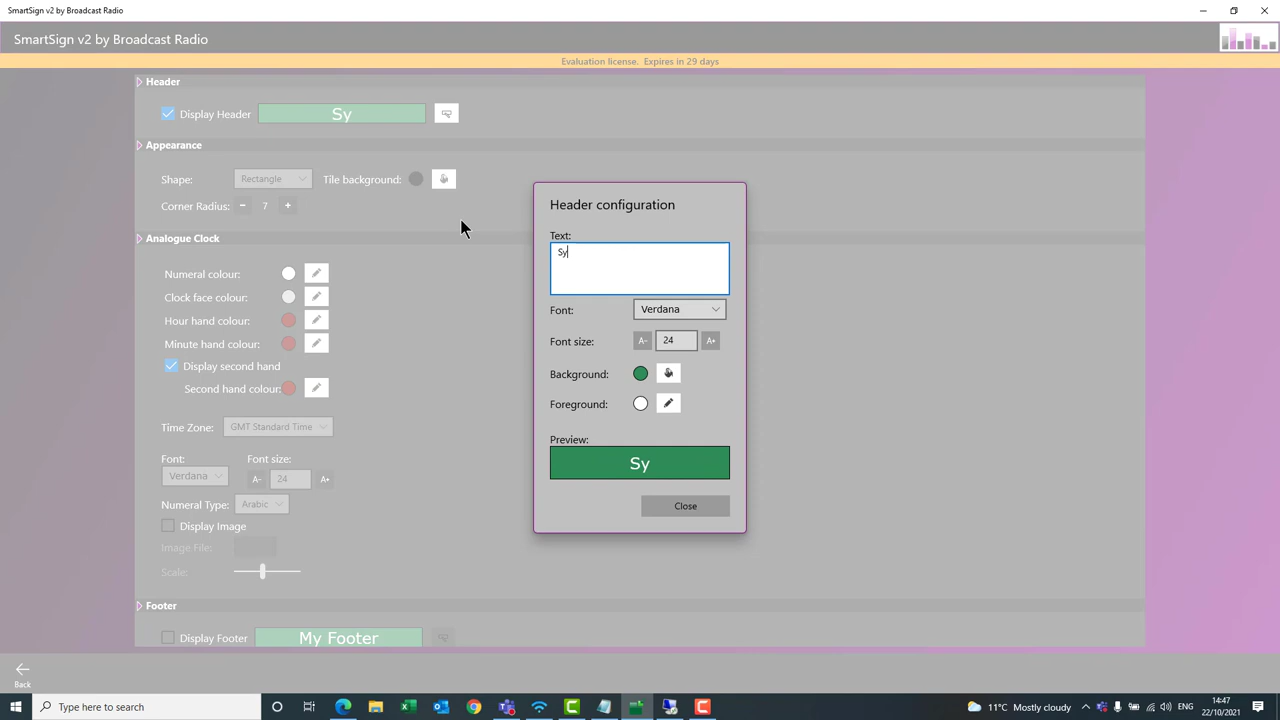 SmartSign v2 by Broadcast Radio
SmartSign v2 by Broadcast Radio
Evaluation license. Expires in 29 days
Header
Display Header
Sy
Appearance
Shape:
Rectangle
Tile background:
Corner Radius:
- 7 +
Analogue Clock
Numeral colour:
Clock face colour:
Hour hand colour:
Minute hand colour:
Display second hand
Second hand colour:
Time Zone:
GMT Standard Time
Font:
Font size:
Verdana
A- 24 A+
Numeral Type:
Arabic
Display Image
Image File:
Scale:
Footer
Display Footer
My Footer
Header configuration
Text:
Sy
Font:
Verdana
Font size:
A- 24 A+
Background:
Foreground:
Preview:
Sy
Close
Back
Type here to search
11°C Mostly cloudy
14:47
22/10/2021